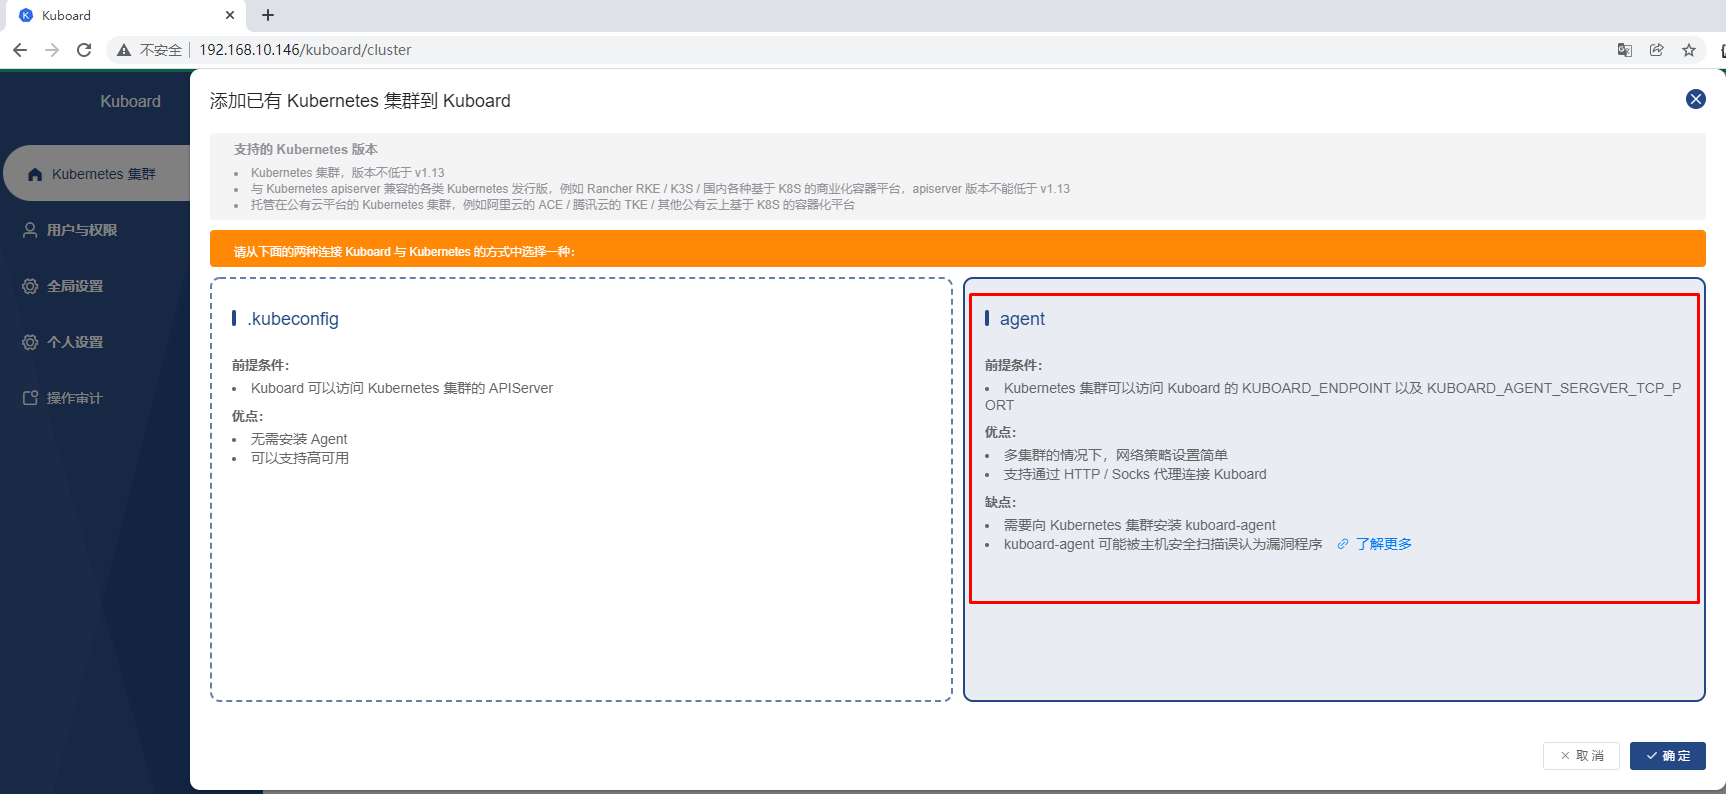 Kuboard
不安全
192.168.10.146/kuboard/cluster
Kuboard
Kubernetes 集群
用户与权限
全局设置
个人设置
操作审计
添加已有 Kubernetes 集群到 Kuboard
支持的 Kubernetes 版本
Kubernetes 集群，版本不低于 v1.13
与 Kubernetes apiserver 兼容的各类 Kubernetes 发行版，例如 Rancher RKE / K3S / 国内各种基于 K8S 的商业化容器平台，apiserver 版本不能低于 v1.13
托管在公有云平台的 Kubernetes 集群，例如阿里云的 ACE / 腾讯云的 TKE / 其他公有云上基于 K8S 的容器化平台
请从下面的两种连接 Kuboard 与 Kubernetes 的方式中选择一种：
.kubeconfig
前提条件：
Kuboard 可以访问 Kubernetes 集群的 APIServer
优点：
无需安装 Agent
可以支持高可用
agent
前提条件：
Kubernetes 集群可以访问 Kuboard 的 KUBOARD_ENDPOINT 以及 KUBOARD_AGENT_SERGVER_TCP_P
ORT
优点：
多集群的情况下，网络策略设置简单
支持通过 HTTP / Socks 代理连接 Kuboard
缺点：
需要向 Kubernetes 集群安装 kuboard-agent
kuboard-agent 可能被主机安全扫描误认为漏洞程序 了解更多
取消
确定